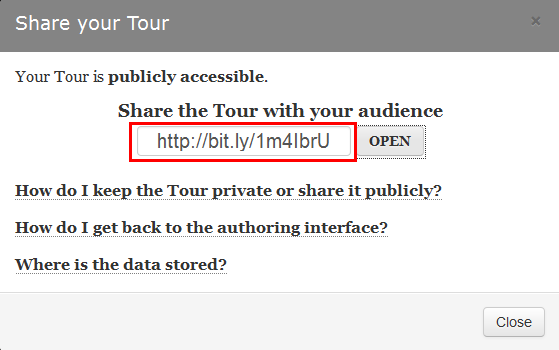 Share your Tour ×
Your Tour is publicly accessible.
Share the Tour with your audience
http://bit.ly/1m4IbrU OPEN
How do I keep the Tour private or share it publicly?
How do I get back to the authoring interface?
Where is the data stored?
Close